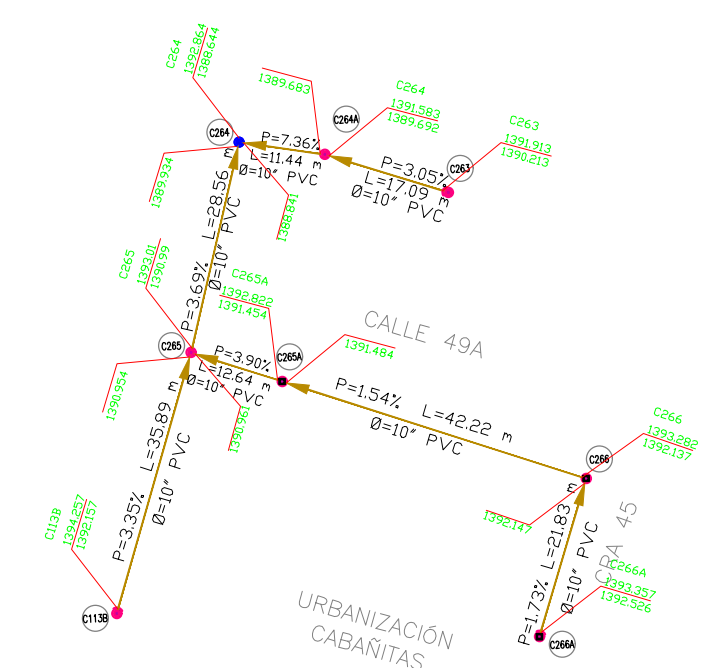 C264
1392.864
1388.644
1389.683
C264
1391.583
1389.692
C263
1391.913
1390.213
C264
C264A
C263
P=7.36%
L=11.44 m
Ø=10" PVC
P=3.05%
L=17.09 m
Ø=10" PVC
1389.934
1388.841
P=3.69% L=28.56 m
Ø=10" PVC
C265
1393.01
1390.99
C265A
1392.822
1391.454
CALLE 49A
1391.484
C265
C265A
P=3.90%
L=12.64 m
Ø=10" PVC
P=1.54% L=42.22 m
Ø=10" PVC
1390.954
1390.961
C266
1393.282
1392.137
C266
1392.147
P=3.35% L=35.89 m
Ø=10" PVC
C113B
1394.257
1392.157
C113B
P=1.73% L=21.83 m
Ø=10" PVC
CRA 45
C266A
1393.357
1392.526
C266A
URBANIZACIÓN
CABAÑITAS